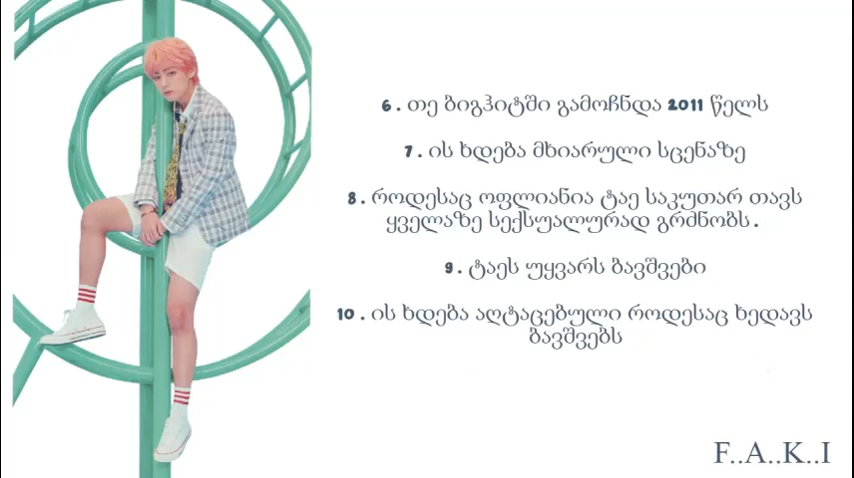 6. თე ბიგჰიტში გამოჩნდა 2011 წელს
7. ის ხდება მხიარული სცენაზე
8. როდესაც ოფლიანია ტაე საკუთარ თავს
ყველაზე სექსუალურად გრძნობს.
9. ტაეს უყვარს ბავშვები
10. ის ხდება აღტაცებული როდესაც ხედავს
ბავშვებს
F..A..K..I